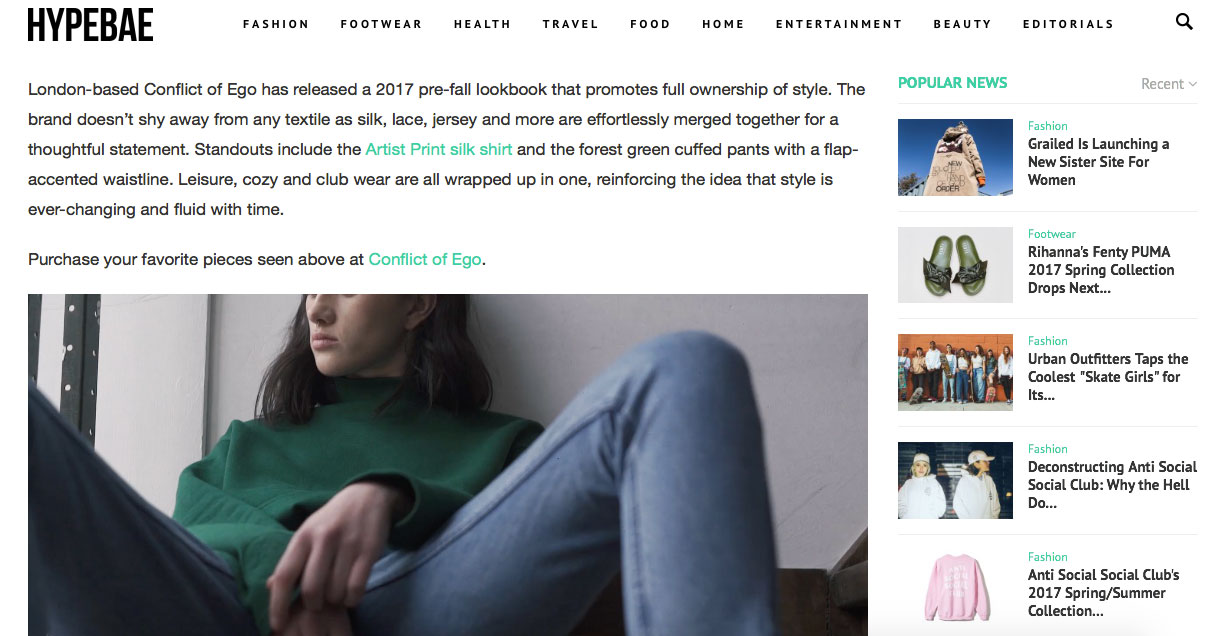 HYPEBAE
FASHION FOOTWEAR HEALTH TRAVEL FOOD HOME ENTERTAINMENT BEAUTY EDITORIALS
London-based Conflict of Ego has released a 2017 pre-fall lookbook that promotes full ownership of style. The
brand doesn't shy away from any textile as silk, lace, jersey and more are effortlessly merged together for a
thoughtful statement. Standouts include the Artist Print silk shirt and the forest green cuffed pants with a flap-
accented waistline. Leisure, cozy and club wear are all wrapped up in one, reinforcing the idea that style is
ever-changing and fluid with time.
Purchase your favorite pieces seen above at Conflict of Ego.
POPULAR NEWS
Recent
Fashion
Grailed Is Launching a
New Sister Site For
Women
NEW
ORDER
Footwear
Rihanna's Fenty PUMA
2017 Spring Collection
Drops Next...
Fashion
Urban Outfitters Taps the
Coolest "Skate Girls" for
Its...
Fashion
Deconstructing Anti Social
Social Club: Why the Hell
Do...
Fashion
Anti Social Social Club's
2017 Spring/Summer
Collection...
ANTI
SOCIAL
SOCIAL
CLUB